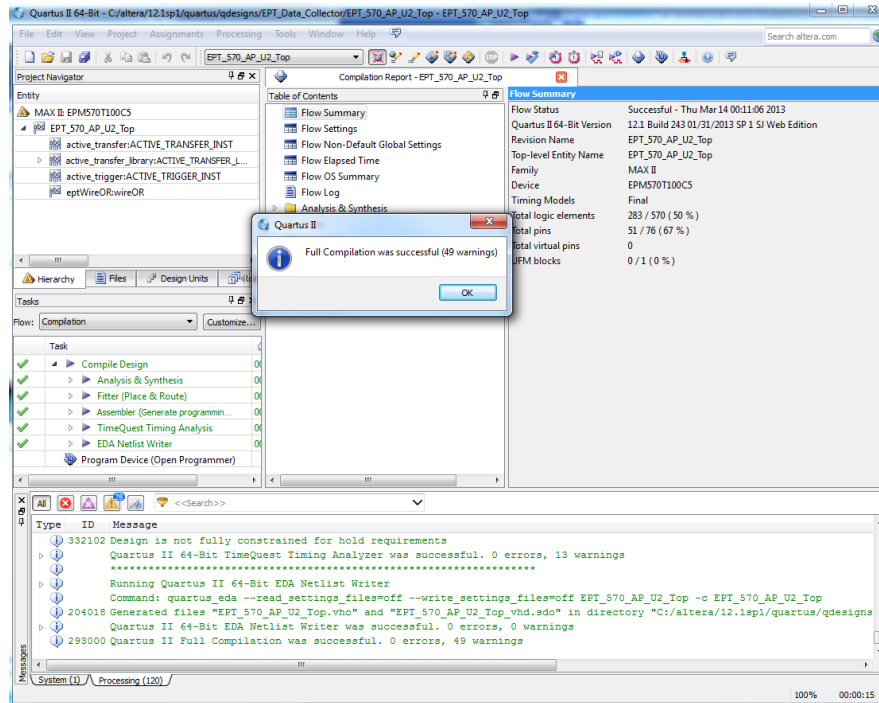 Quartus II 64-Bit - C:/altera/12.1sp1/quartus/qdesigns/EPT_Data_Collector/EPT_570_AP_U2_Top - EPT_570_AP_U2_Top
File Edit View Project Assignments Processing Tools Window Help
Search altera.com
EPT_570_AP_U2_Top
Project Navigator
Entity
MAX II: EPM570T100C5
EPT_570_AP_U2_Top
active_transfer:ACTIVE_TRANSFER_INST
active_transfer_library:ACTIVE_TRANSFER_L...
active_trigger:ACTIVE_TRIGGER_INST
eptWireOR:wireOR
Hierarchy Files Design Units
Tasks
Flow: Compilation Customize...
Task
Compile Design 00
Analysis & Synthesis 00
Fitter (Place & Route) 00
Assembler (Generate programmin... 00
TimeQuest Timing Analysis 00
EDA Netlist Writer 00
Program Device (Open Programmer)
Compilation Report - EPT_570_AP_U2_Top
Table of Contents
Flow Summary
Flow Settings
Flow Non-Default Global Settings
Flow Elapsed Time
Flow OS Summary
Flow Log
Analysis & Synthesis
Flow Summary
Flow Status Successful - Thu Mar 14 00:11:06 2013
Quartus II 64-Bit Version 12.1 Build 243 01/31/2013 SP 1 SJ Web Edition
Revision Name EPT_570_AP_U2_Top
Top-level Entity Name EPT_570_AP_U2_Top
Family MAX II
Device EPM570T100C5
Timing Models Final
Total logic elements 283 / 570 ( 50 % )
Total pins 51 / 76 ( 67 % )
Total virtual pins 0
UFM blocks 0 / 1 ( 0 % )
Quartus II
Full Compilation was successful (49 warnings)
OK
All 28 <<Search>>
Type ID Message
332102 Design is not fully constrained for hold requirements
Quartus II 64-Bit TimeQuest Timing Analyzer was successful. 0 errors, 13 warnings
*******************************************************************
Running Quartus II 64-Bit EDA Netlist Writer
Command: quartus_eda --read_settings_files=off --write_settings_files=off EPT_570_AP_U2_Top -c EPT_570_AP_U2_Top
204018 Generated files "EPT_570_AP_U2_Top.vho" and "EPT_570_AP_U2_Top_vhd.sdo" in directory "C:/altera/12.1sp1/quartus/qdesigns
Quartus II 64-Bit EDA Netlist Writer was successful. 0 errors, 0 warnings
293000 Quartus II Full Compilation was successful. 0 errors, 49 warnings
Messages
System (1) Processing (120)
100% 00:00:15